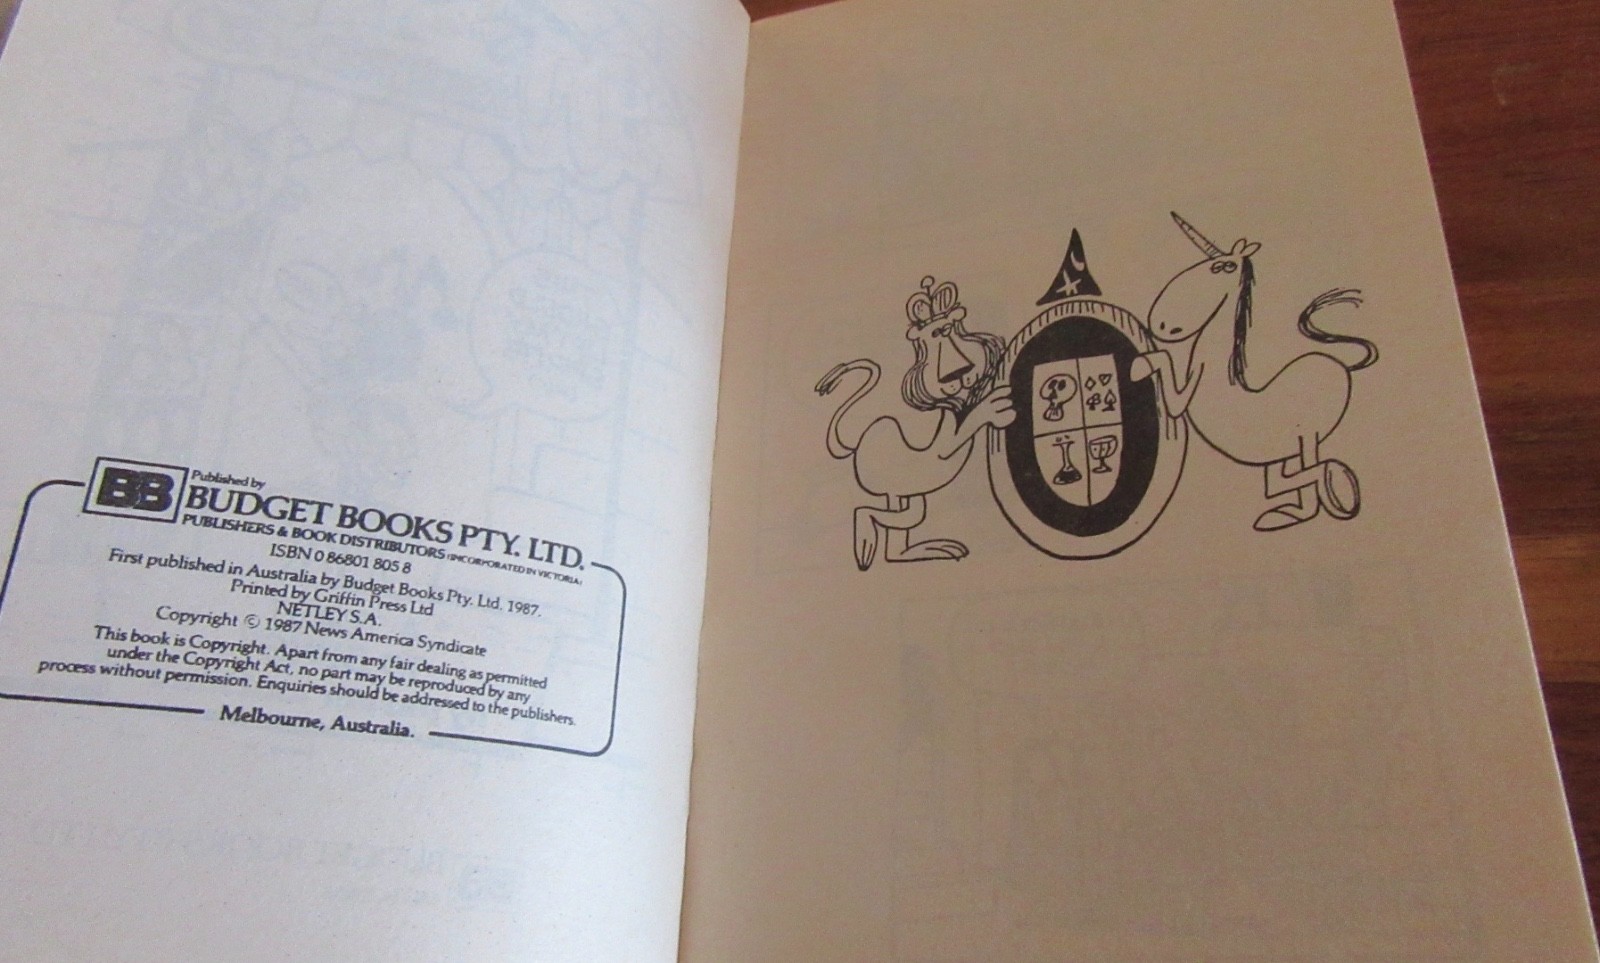 BB
Published by
BUDGET BOOKS PTY. LTD.
PUBLISHERS & BOOK DISTRIBUTORS (INCORPORATED IN VICTORIA)
ISBN 0 86801 805 8
First published in Australia by Budget Books Pty. Ltd. 1987.
Printed by Griffin Press Ltd
NETLEY S.A.
Copyright © 1987 News America Syndicate
This book is Copyright. Apart from any fair dealing as permitted
under the Copyright Act, no part may be reproduced by any
process without permission. Enquiries should be addressed to the publishers.
Melbourne, Australia.